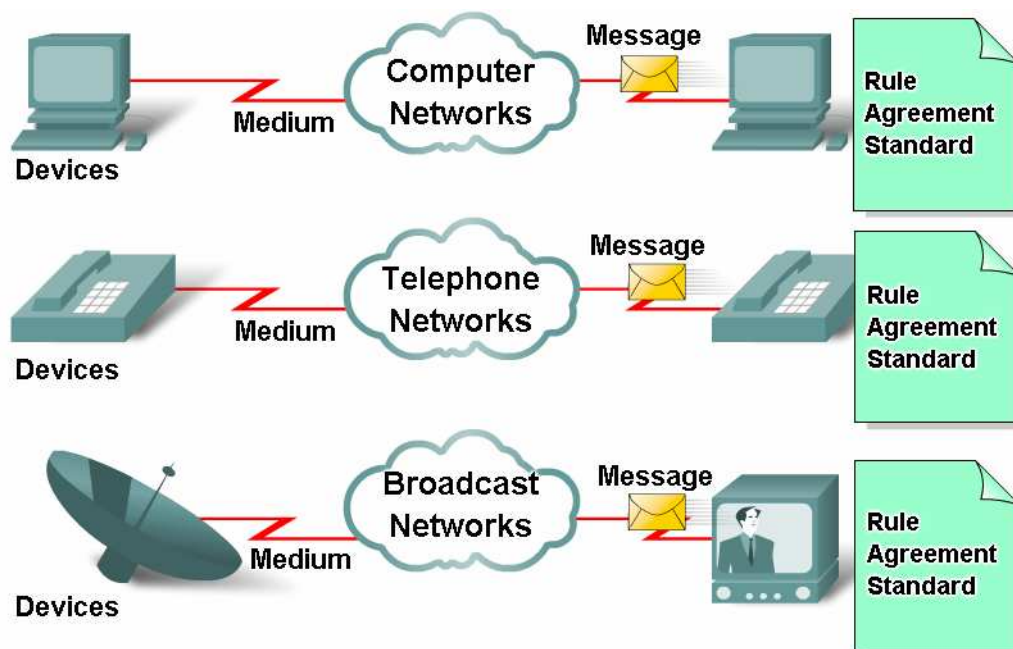 Message
Computer
Networks
Medium
Devices
Rule
Agreement
Standard
Message
Telephone
Networks
Medium
Devices
Rule
Agreement
Standard
Message
Broadcast
Networks
Medium
Devices
Rule
Agreement
Standard